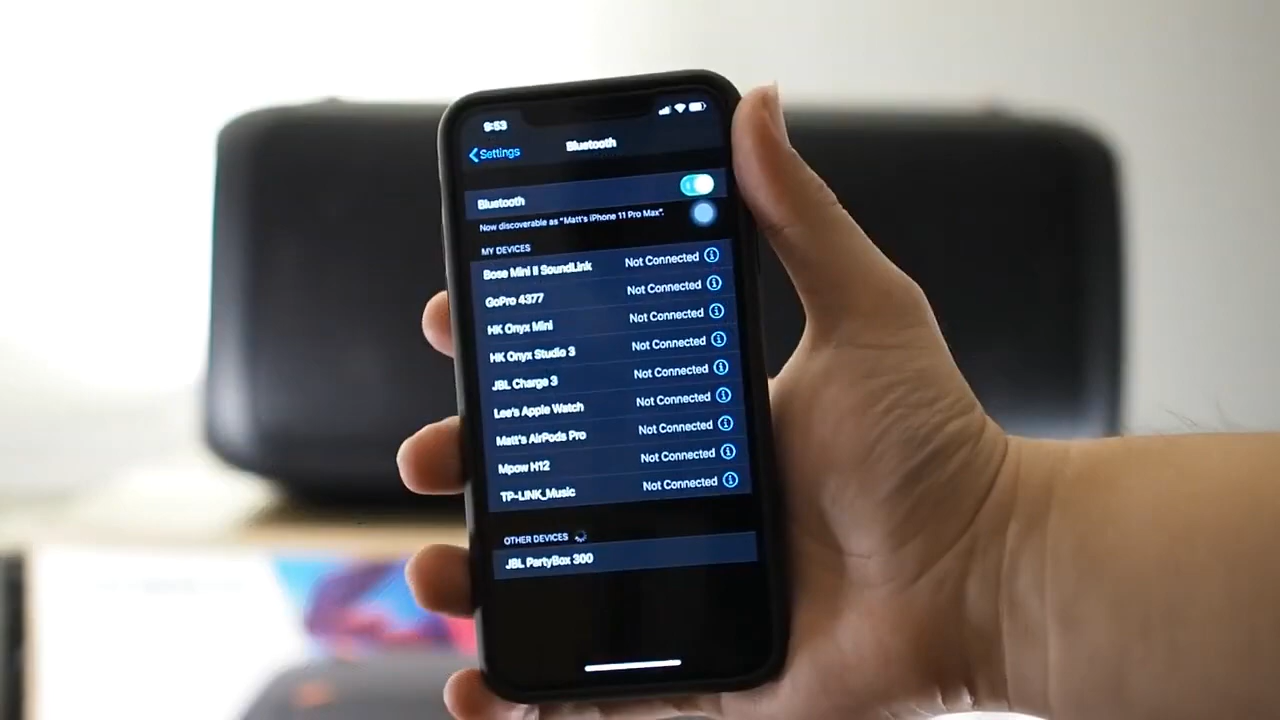 9:53
Settings
Bluetooth
Bluetooth
Now discoverable as “Matt’s iPhone 11 Pro Max”.
MY DEVICES
Bose Mini II SoundLink Not Connected
GoPro 4377 Not Connected
HK Onyx Mini Not Connected
HK Onyx Studio 3 Not Connected
JBL Charge 3 Not Connected
Lee's Apple Watch Not Connected
Matt's AirPods Pro Not Connected
Mpow H12 Not Connected
TP-LINK_Music Not Connected
OTHER DEVICES
JBL PartyBox 300